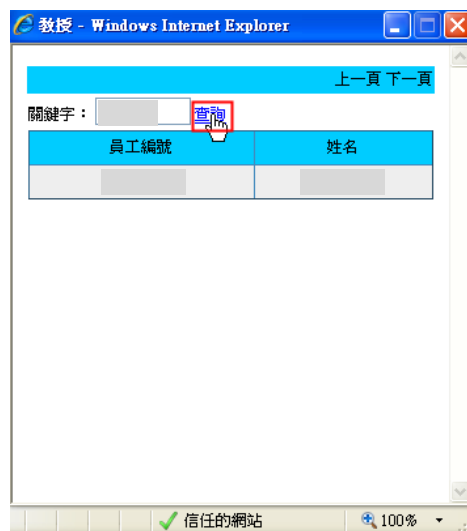 教授 - Windows Internet Explorer
上一頁 下一頁
關鍵字：
查詢
員工編號 姓名
信任的網站 100%